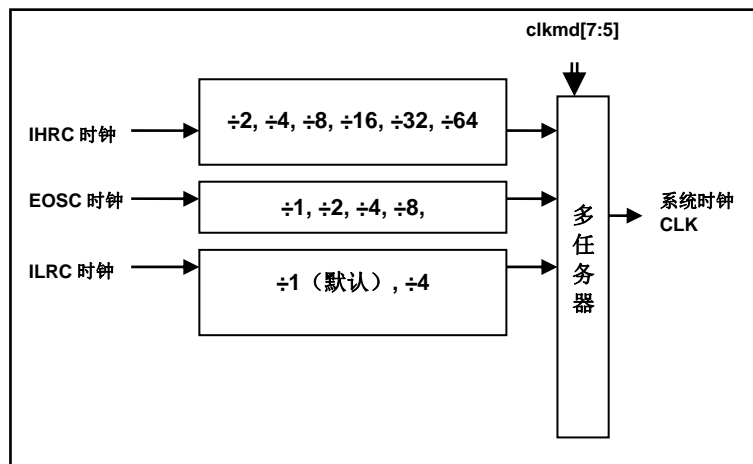 clkmd[7:5]
IHRC 时钟
÷2, ÷4, ÷8, ÷16, ÷32, ÷64
EOSC 时钟
÷1, ÷2, ÷4, ÷8,
ILRC 时钟
÷1（默认）, ÷4
多
任
务
器
系统时钟
CLK